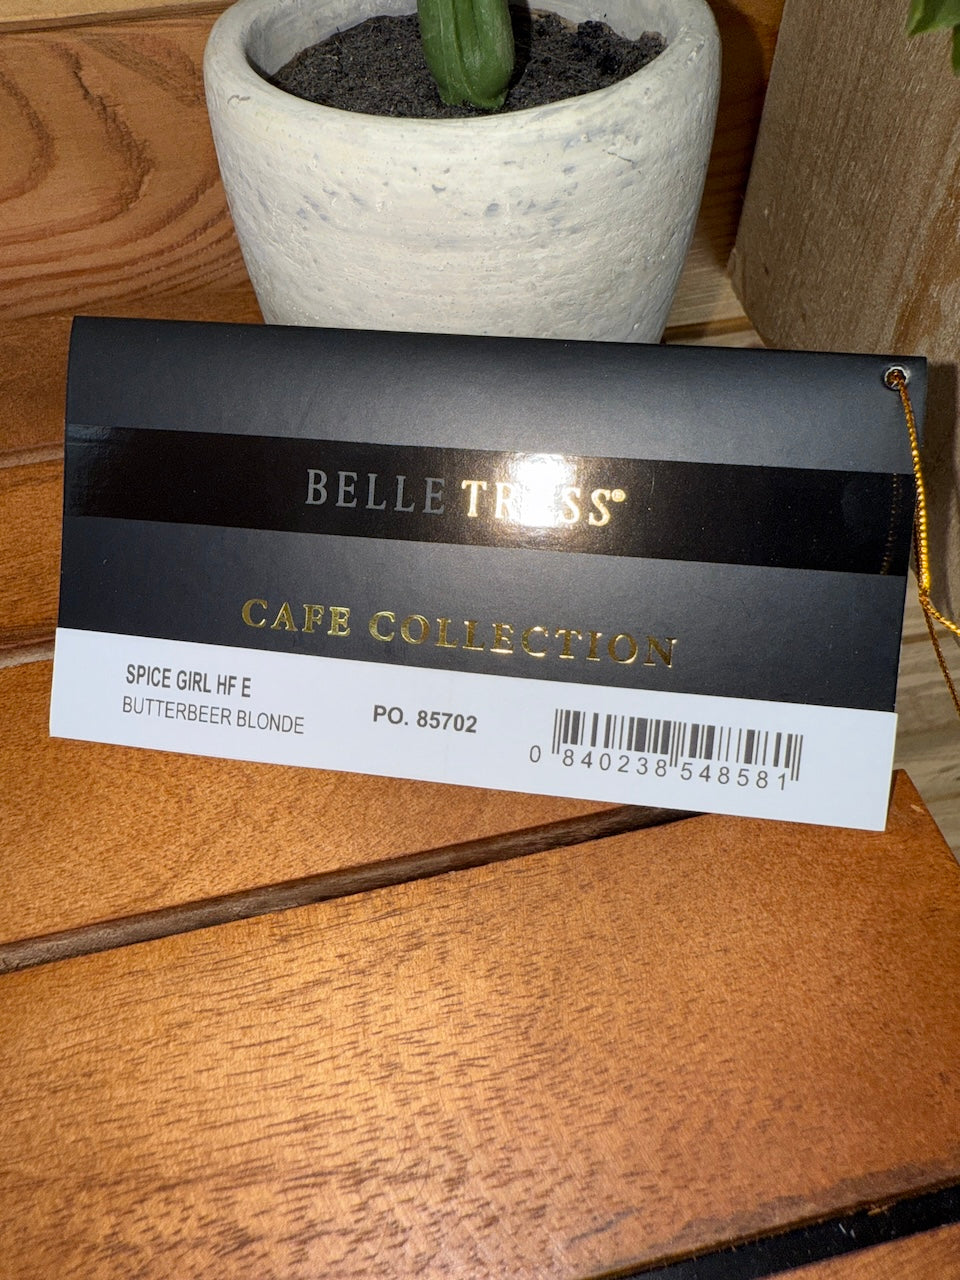 BELLE TRESS®
CAFE COLLECTION
SPICE GIRL HF E
BUTTERBEER BLONDE
PO. 85702
0 840238 548581